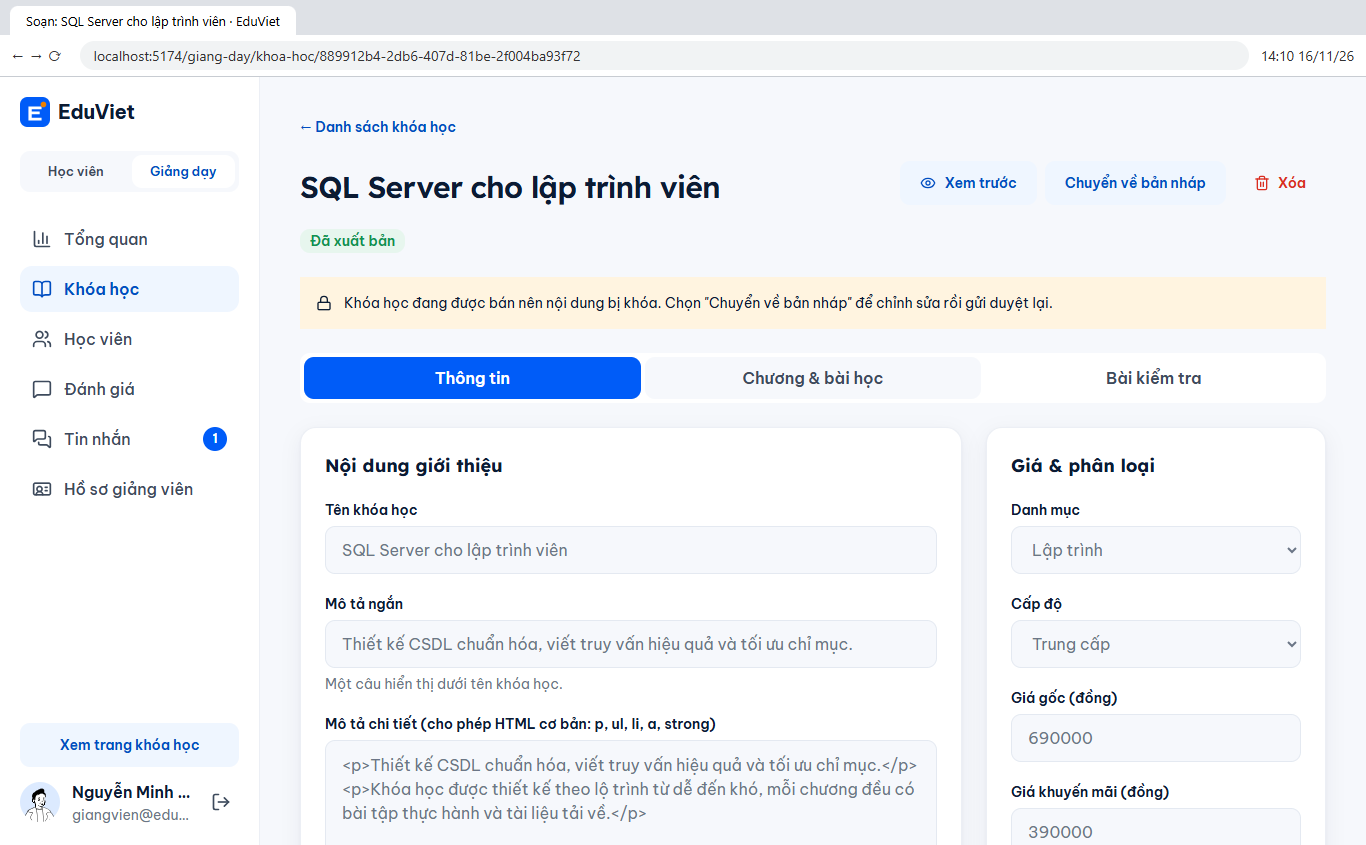 Soạn: SQL Server cho lập trình viên · EduViet
← → localhost:5174/giang-day/khoa-hoc/889912b4-2db6-407d-81be-2f004ba93f72 14:10 16/11/26
E EduViet
Học viên Giảng dạy
Tổng quan
Khóa học
Học viên
Đánh giá
Tin nhắn 1
Hồ sơ giảng viên
Xem trang khóa học
Nguyễn Minh ...
giangvien@edu...
← Danh sách khóa học
SQL Server cho lập trình viên
Xem trước Chuyển về bản nháp Xóa
Đã xuất bản
Khóa học đang được bán nên nội dung bị khóa. Chọn "Chuyển về bản nháp" để chỉnh sửa rồi gửi duyệt lại.
Thông tin Chương & bài học Bài kiểm tra
Nội dung giới thiệu
Tên khóa học
SQL Server cho lập trình viên
Mô tả ngắn
Thiết kế CSDL chuẩn hóa, viết truy vấn hiệu quả và tối ưu chỉ mục.
Một câu hiển thị dưới tên khóa học.
Mô tả chi tiết (cho phép HTML cơ bản: p, ul, li, a, strong)
<p>Thiết kế CSDL chuẩn hóa, viết truy vấn hiệu quả và tối ưu chỉ mục.</p>
<p>Khóa học được thiết kế theo lộ trình từ dễ đến khó, mỗi chương đều có
bài tập thực hành và tài liệu tải về.</p>
Giá & phân loại
Danh mục
Lập trình
Cấp độ
Trung cấp
Giá gốc (đồng)
690000
Giá khuyến mãi (đồng)
390000